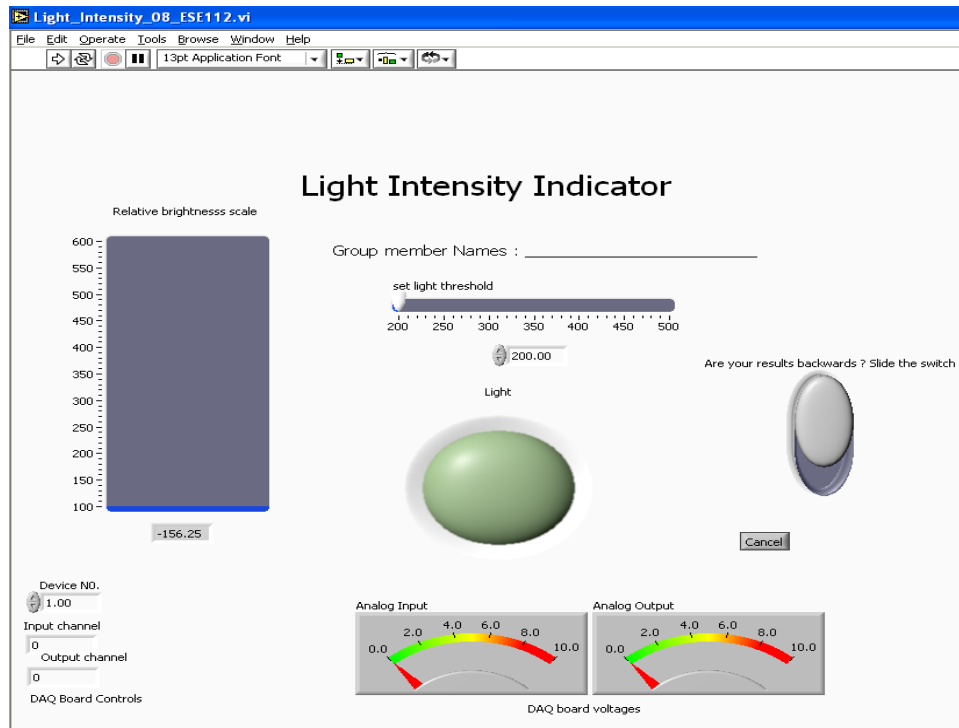 Light_Intensity_08_ESE112.vi
File Edit Operate Tools Browse Window Help
13pt Application Font
Light Intensity Indicator
Relative brightnesss scale
600
550
500
450
400
350
300
250
200
150
100
-156.25
Group member Names : ___________________________
set light threshold
200 250 300 350 400 450 500
200.00
Are your results backwards ? Slide the switch
Light
Cancel
Device N0.
1.00
Input channel
0
Output channel
0
DAQ Board Controls
Analog Input
0.0 2.0 4.0 6.0 8.0 10.0
Analog Output
0.0 2.0 4.0 6.0 8.0 10.0
DAQ board voltages